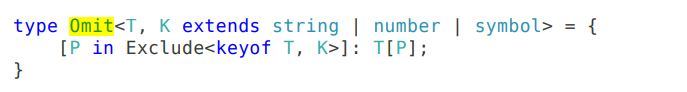 type Omit<T, K extends string | number | symbol> = {
    [P in Exclude<keyof T, K>]: T[P];
}